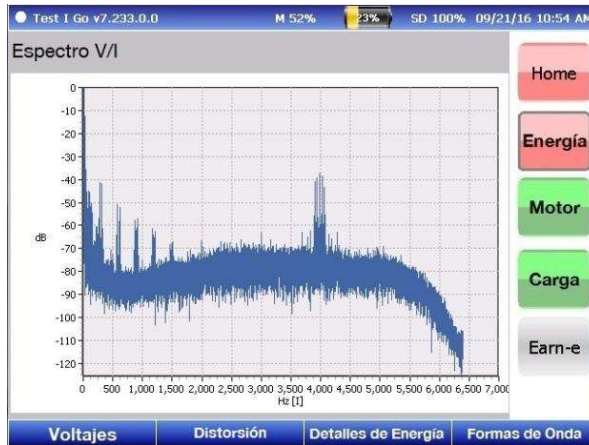 Test I Go v7.233.0.0 M 52% 23% SD 100% 09/21/16 10:54 AM
Espectro V/I
Home
Energía
Motor
Carga
Earn-e
0
-10
-20
-30
-40
-50
-60
-70
-80
-90
-100
-110
-120
dB
0 500 1,000 1,500 2,000 2,500 3,000 3,500 4,000 4,500 5,000 5,500 6,000 6,500 7,000
Hz [I]
Voltajes Distorsión Detalles de Energía Formas de Onda